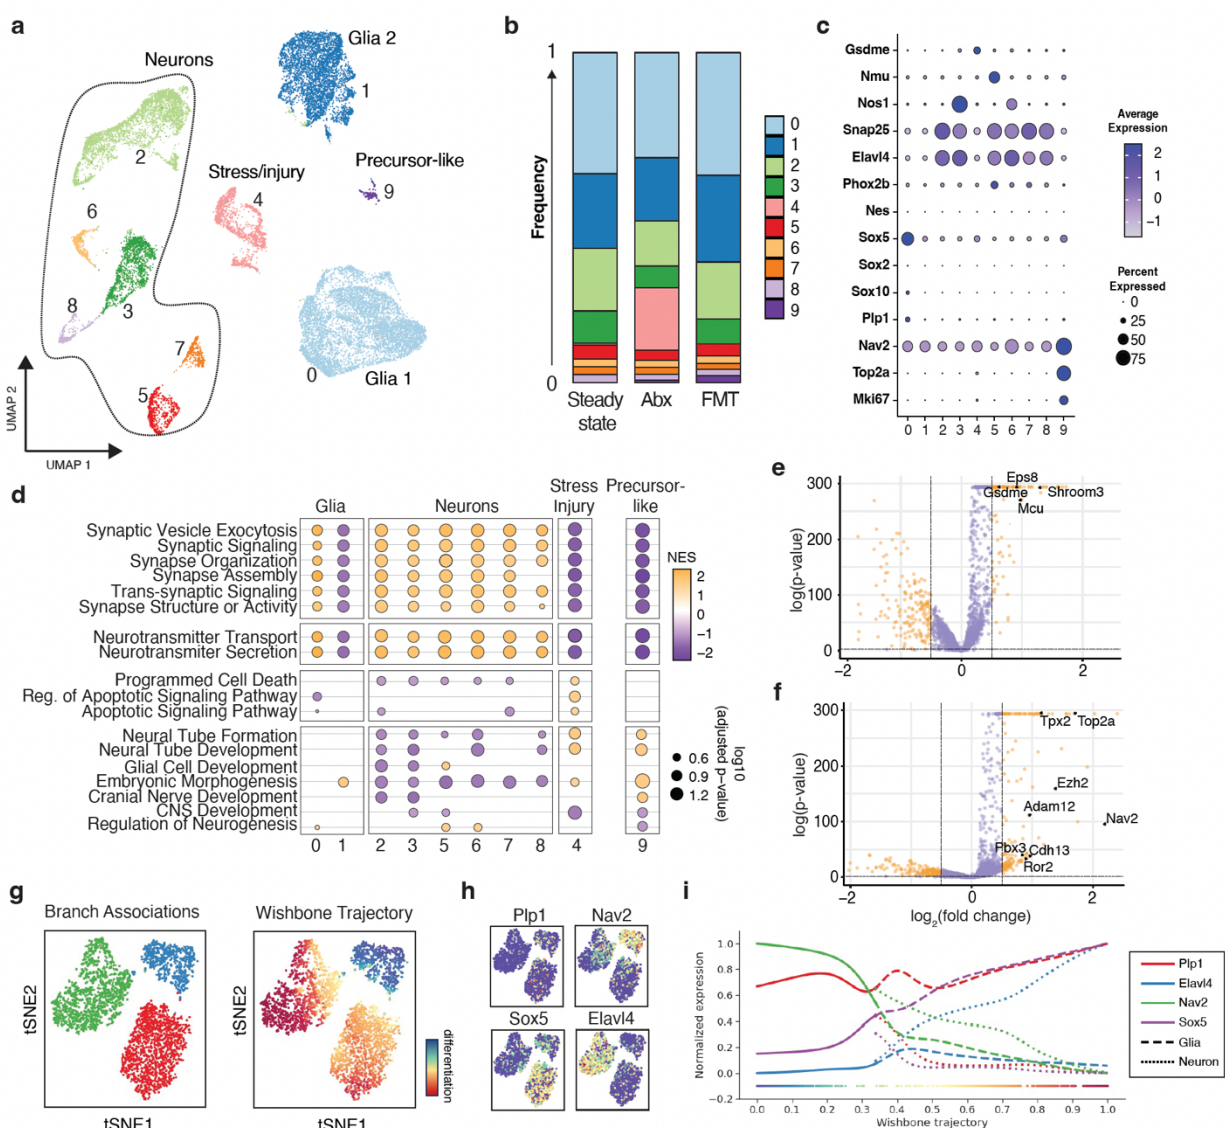 a
Neurons
Glia 2
1
2
Precursor-like
9
Stress/injury
4
6
8
3
7
5
0
Glia 1
UMAP 2
UMAP 1
b
1
Frequency
0
Steady state
Abx
FMT
0
1
2
3
4
5
6
7
8
9
c
Gsdme
Nmu
Nos1
Snap25
Elavl4
Phox2b
Nes
Sox5
Sox2
Sox10
Plp1
Nav2
Top2a
Mki67
0 1 2 3 4 5 6 7 8 9
Average
Expression
2
1
0
−1
Percent
Expressed
0
25
50
75
d
Glia
Neurons
Stress
Injury
Precursor-
like
Synaptic Vesicle Exocytosis
Synaptic Signaling
Synapse Organization
Synapse Assembly
Trans-synaptic Signaling
Synapse Structure or Activity
Neurotransmitter Transport
Neurotransmiter Secretion
Programmed Cell Death
Reg. of Apoptotic Signaling Pathway
Apoptotic Signaling Pathway
Neural Tube Formation
Neural Tube Development
Glial Cell Development
Embryonic Morphogenesis
Cranial Nerve Development
CNS Development
Regulation of Neurogenesis
0 1 2 3 5 6 7 8 4 9
NES
2
1
0
−1
−2
log10
(adjusted p−value)
0.6
0.9
1.2
e
300
200
100
0
log(p-value)
Eps8
Gsdme
Shroom3
Mcu
−2 0 2
f
300
200
100
0
log(p-value)
Tpx2
Top2a
Ezh2
Adam12
Nav2
Pbx3
Cdh13
Ror2
−2 0 2
log2(fold change)
g
Branch Associations
Wishbone Trajectory
tSNE2
tSNE1
tSNE2
tSNE1
differentiation
h
Plp1
Nav2
Sox5
Elavl4
i
Normalized expression
1.0
0.8
0.6
0.4
0.2
0.0
−0.2
0.0 0.1 0.2 0.3 0.4 0.5 0.6 0.7 0.8 0.9 1.0
Wishbone trajectory
Plp1
Elavl4
Nav2
Sox5
Glia
Neuron